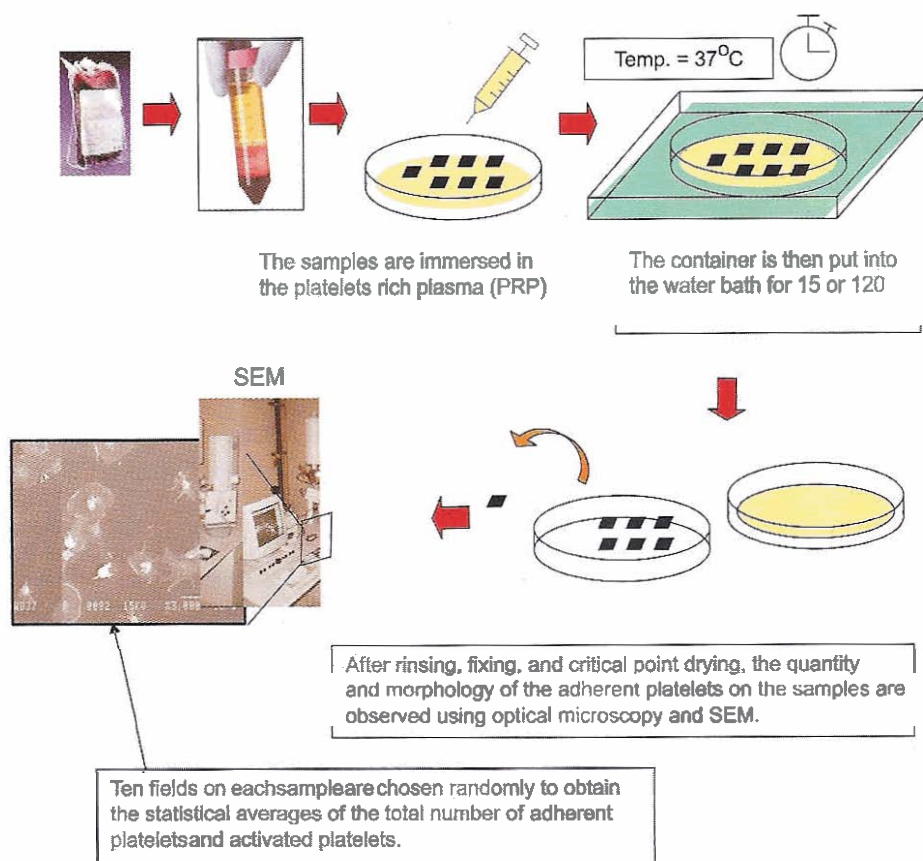 Temp. = 37°C
The samples are immersed in
the platelets rich plasma (PRP)
The container is then put into
the water bath for 15 or 120
SEM
15KU X3,000
After rinsing, fixing, and critical point drying, the quantity
and morphology of the adherent platelets on the samples are
observed using optical microscopy and SEM.
Ten fields on eachsampleare chosen randomly to obtain
the statistical averages of the total number of adherent
plateletsand activated platelets.